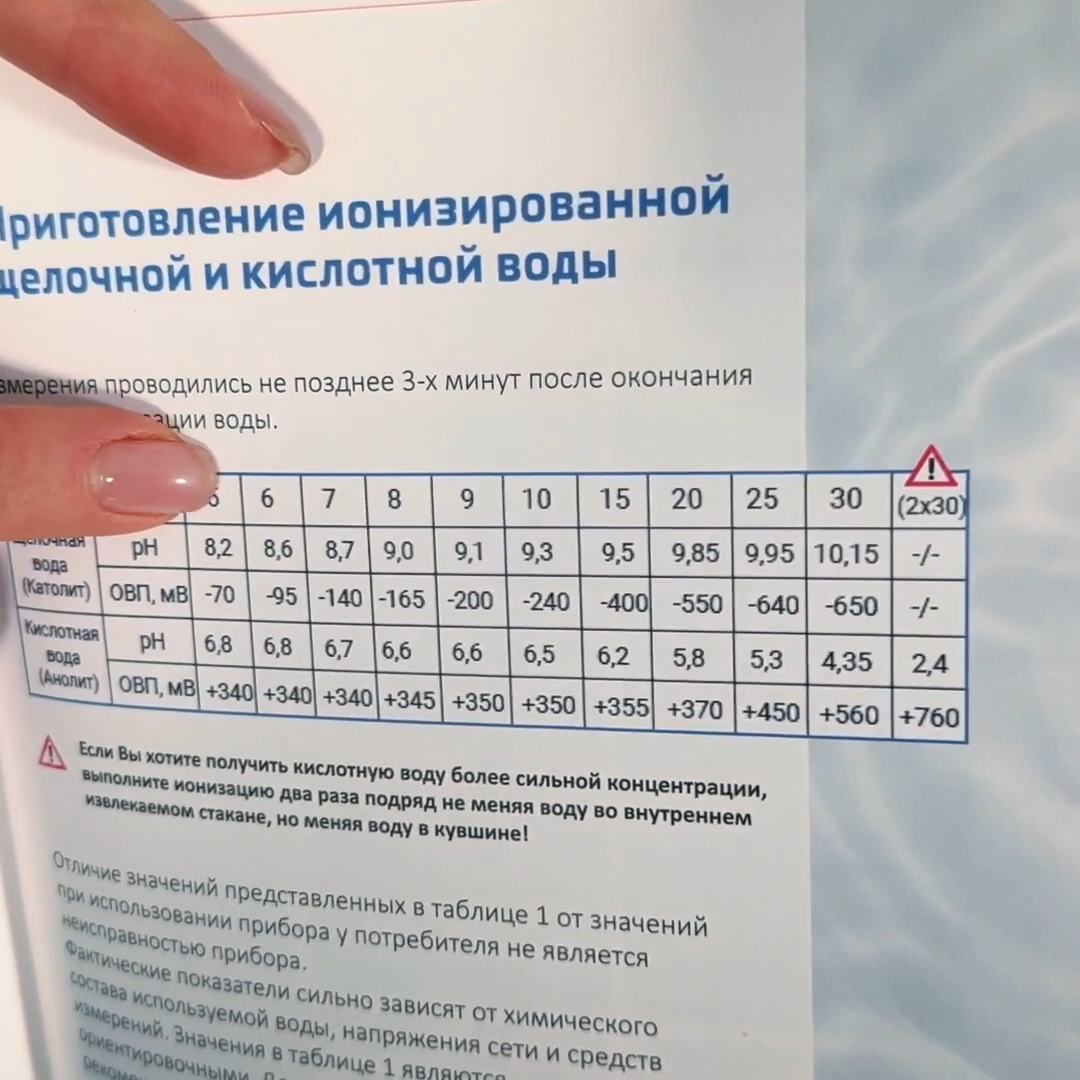 Приготовление ионизированной
щелочной и кислотной воды
змерения проводились не позднее 3-х минут после окончания
ации воды.
5 6 7 8 9 10 15 20 25 30 (2х30)
Щелочная вода (Католит) pH 8,2 8,6 8,7 9,0 9,1 9,3 9,5 9,85 9,95 10,15 -/-
ОВП, мВ -70 -95 -140 -165 -200 -240 -400 -550 -640 -650 -/-
Кислотная вода (Анолит) pH 6,8 6,8 6,7 6,6 6,6 6,5 6,2 5,8 5,3 4,35 2,4
ОВП, мВ +340 +340 +340 +345 +350 +350 +355 +370 +450 +560 +760
Если Вы хотите получить кислотную воду более сильной концентрации,
выполните ионизацию два раза подряд не меняя воду во внутреннем
извлекаемом стакане, но меняя воду в кувшине!
Отличие значений представленных в таблице 1 от значений
при использовании прибора у потребителя не является
неисправностью прибора.
Фактические показатели сильно зависят от химического
состава используемой воды, напряжения сети и средств
измерений. Значения в таблице 1 являются
ориентировочными.